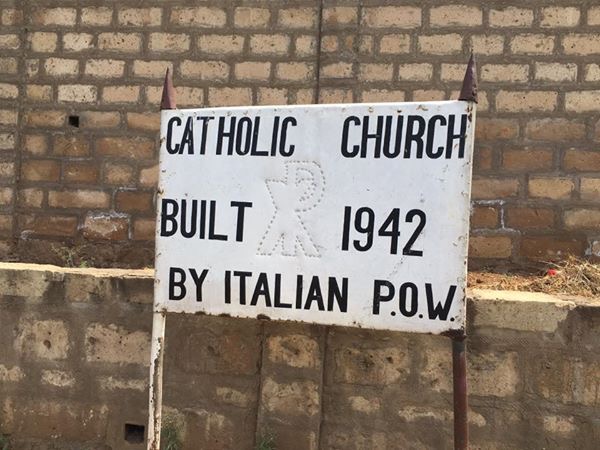 CATHOLIC CHURCH
BUILT 1942
BY ITALIAN P.O.W.